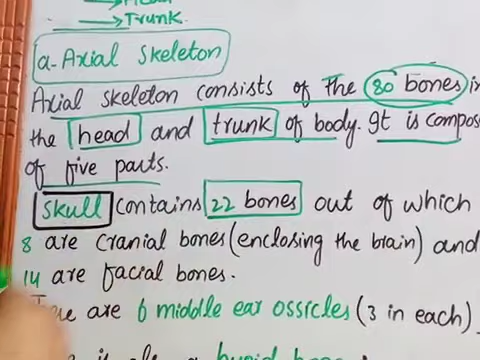 Trunk.
a-Axial Skeleton
Axial skeleton consists of the 80 bones in
the head and trunk of body. It is compos
of five parts.
Skull contains 22 bones out of which
8 are cranial bones (enclosing the brain) and
14 are facial bones.
are 6 middle ear ossicles (3 in each)